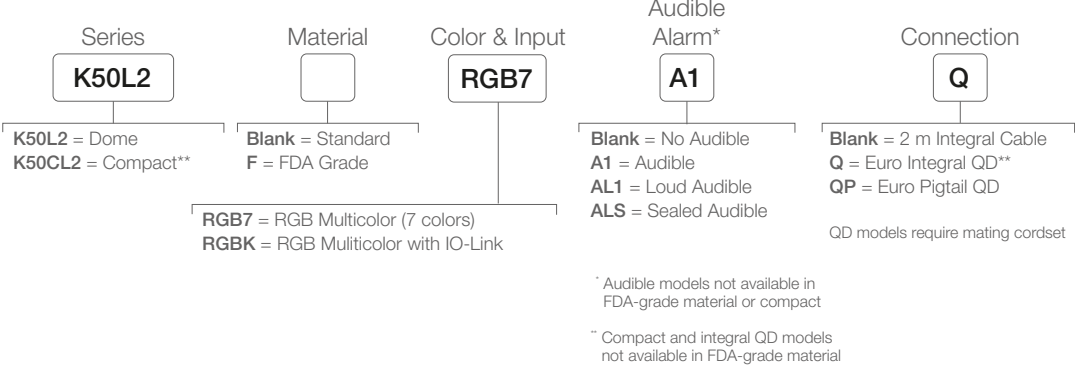 Series
K50L2
K50L2 = Dome
K50CL2 = Compact**
Material
Blank = Standard
F = FDA Grade
Color & Input
RGB7
RGB7 = RGB Multicolor (7 colors)
RGBK = RGB Muliticolor with IO-Link
Audible
Alarm*
A1
Blank = No Audible
A1 = Audible
AL1 = Loud Audible
ALS = Sealed Audible
Connection
Q
Blank = 2 m Integral Cable
Q = Euro Integral QD**
QP = Euro Pigtail QD
QD models require mating cordset
* Audible models not available in
FDA-grade material or compact
** Compact and integral QD models
not available in FDA-grade material